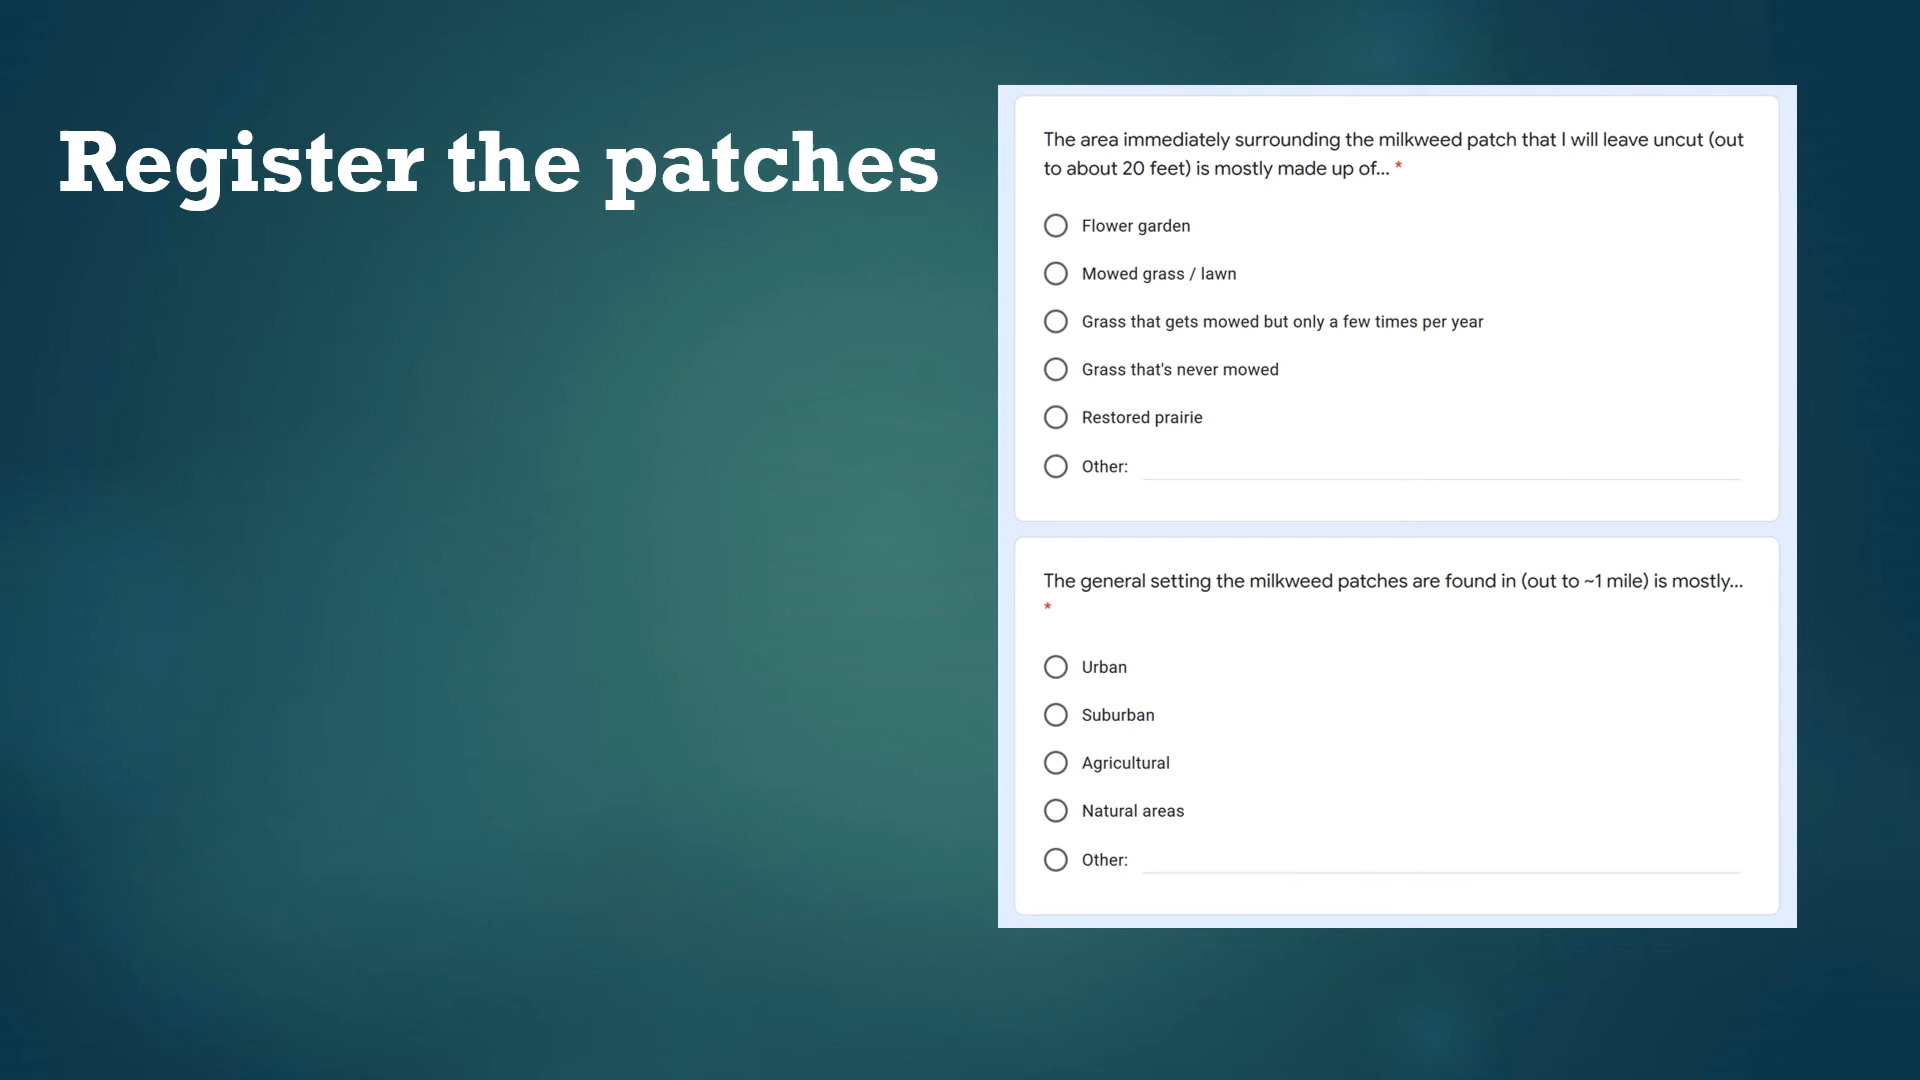 Register the patches
The area immediately surrounding the milkweed patch that I will leave uncut (out
to about 20 feet) is mostly made up of... *
Flower garden
Mowed grass / lawn
Grass that gets mowed but only a few times per year
Grass that's never mowed
Restored prairie
Other:
The general setting the milkweed patches are found in (out to ~1 mile) is mostly...
*
Urban
Suburban
Agricultural
Natural areas
Other: